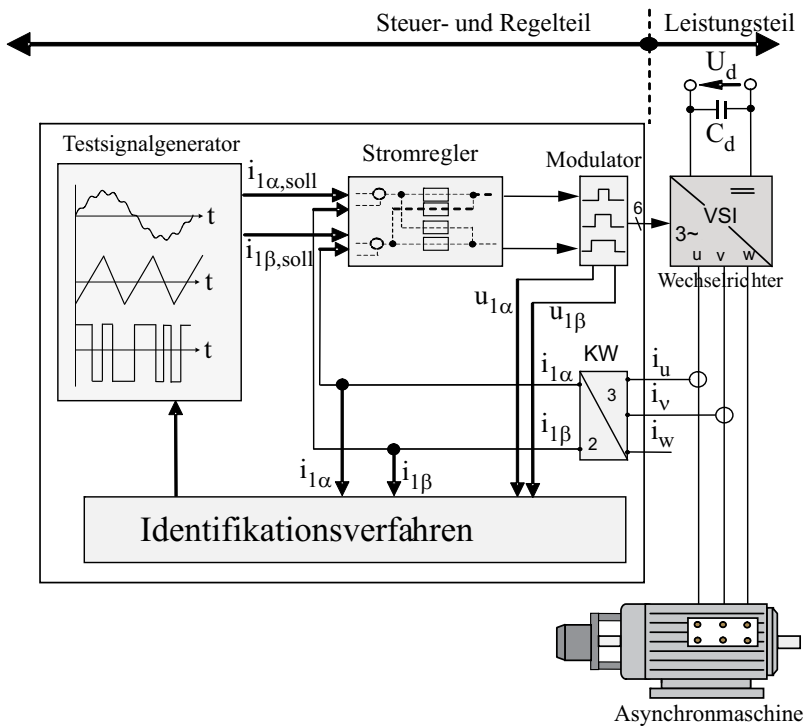 Steuer- und Regelteil
Leistungsteil
U_d
C_d
Testsignalgenerator
Stromregler
Modulator
i_1α,soll
i_1β,soll
t
t
t
6
VSI
3~
u v w
Wechselrichter
u_1α
u_1β
KW
3
2
i_1α
i_1β
i_u
i_v
i_w
i_1α
i_1β
Identifikationsverfahren
Asynchronmaschine